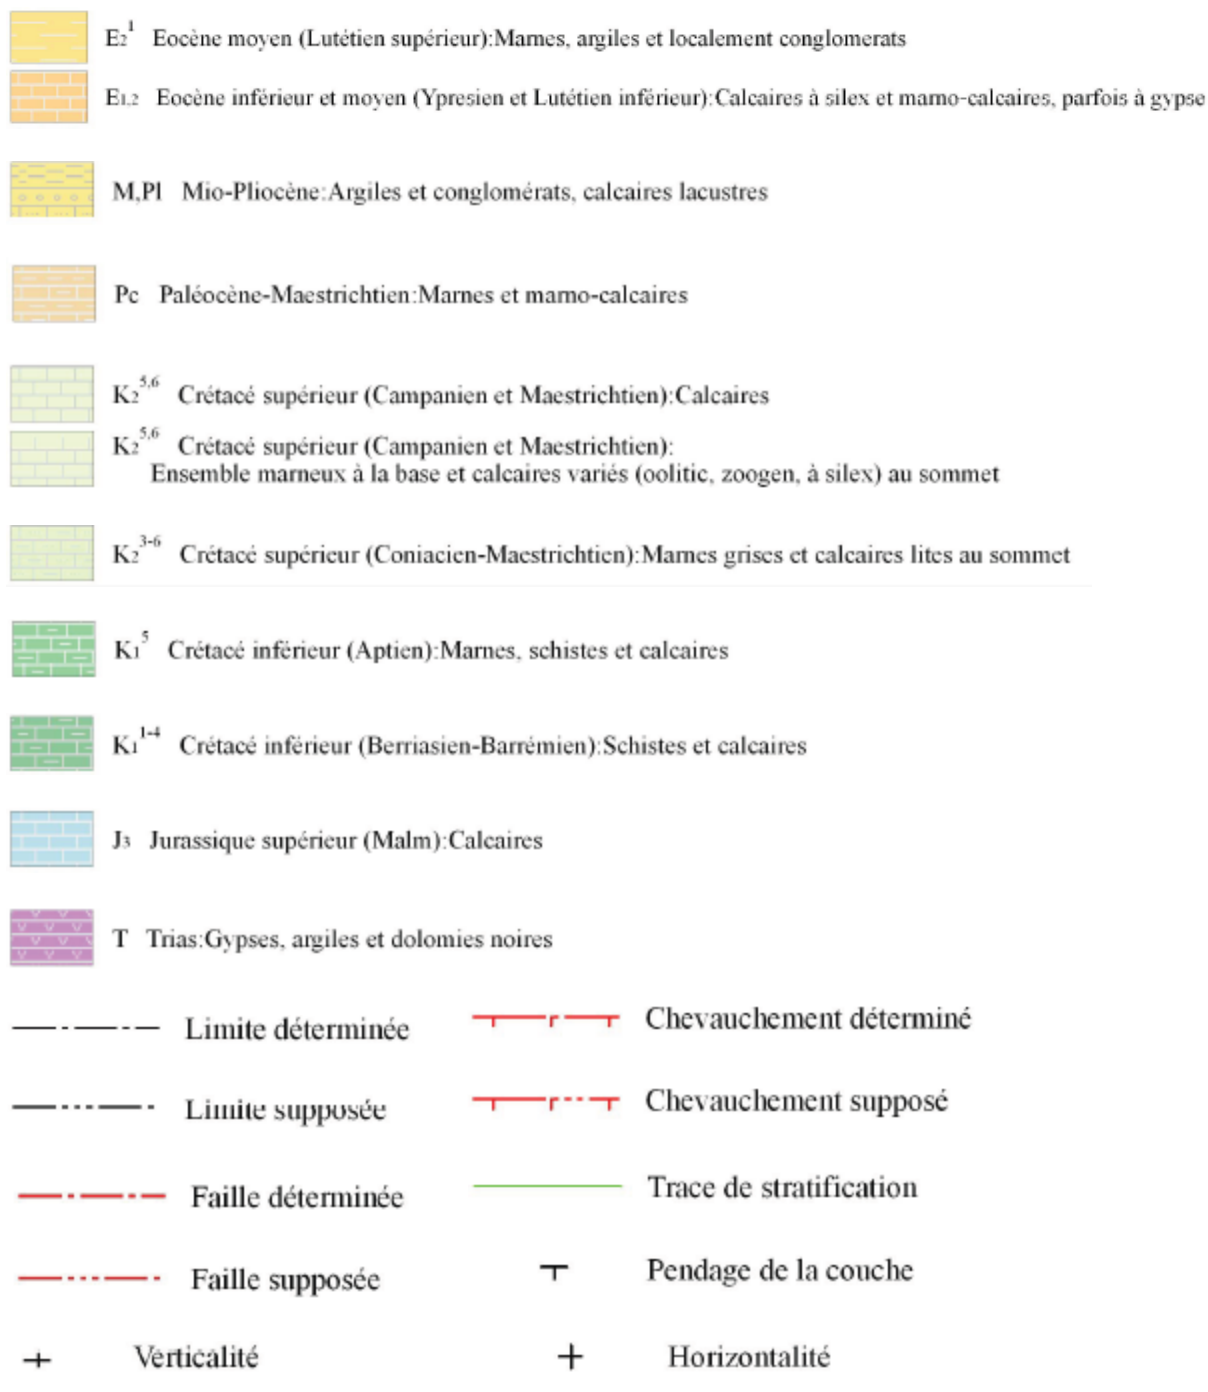 E₂¹ Eocène moyen (Lutétien supérieur):Marnes, argiles et localement conglomerats
E₁,₂ Eocène inférieur et moyen (Ypresien et Lutétien inférieur):Calcaires à silex et marno-calcaires, parfois à gypse
M,Pl Mio-Pliocène:Argiles et conglomérats, calcaires lacustres
Pc Paléocène-Maestrichtien:Marnes et marno-calcaires
K₂⁵,⁶ Crétacé supérieur (Campanien et Maestrichtien):Calcaires
K₂⁵,⁶ Crétacé supérieur (Campanien et Maestrichtien):
Ensemble marneux à la base et calcaires variés (oolitic, zoogen, à silex) au sommet
K₂³⁻⁶ Crétacé supérieur (Coniacien-Maestrichtien):Marnes grises et calcaires lites au sommet
K₁⁵ Crétacé inférieur (Aptien):Marnes, schistes et calcaires
K₁¹⁻⁴ Crétacé inférieur (Berriasien-Barrémien):Schistes et calcaires
J₃ Jurassique supérieur (Malm):Calcaires
T Trias:Gypses, argiles et dolomies noires
Limite déterminée
Chevauchement déterminé
Limite supposée
Chevauchement supposé
Faille déterminée
Trace de stratification
Faille supposée
Pendage de la couche
Verticalité
Horizontalité